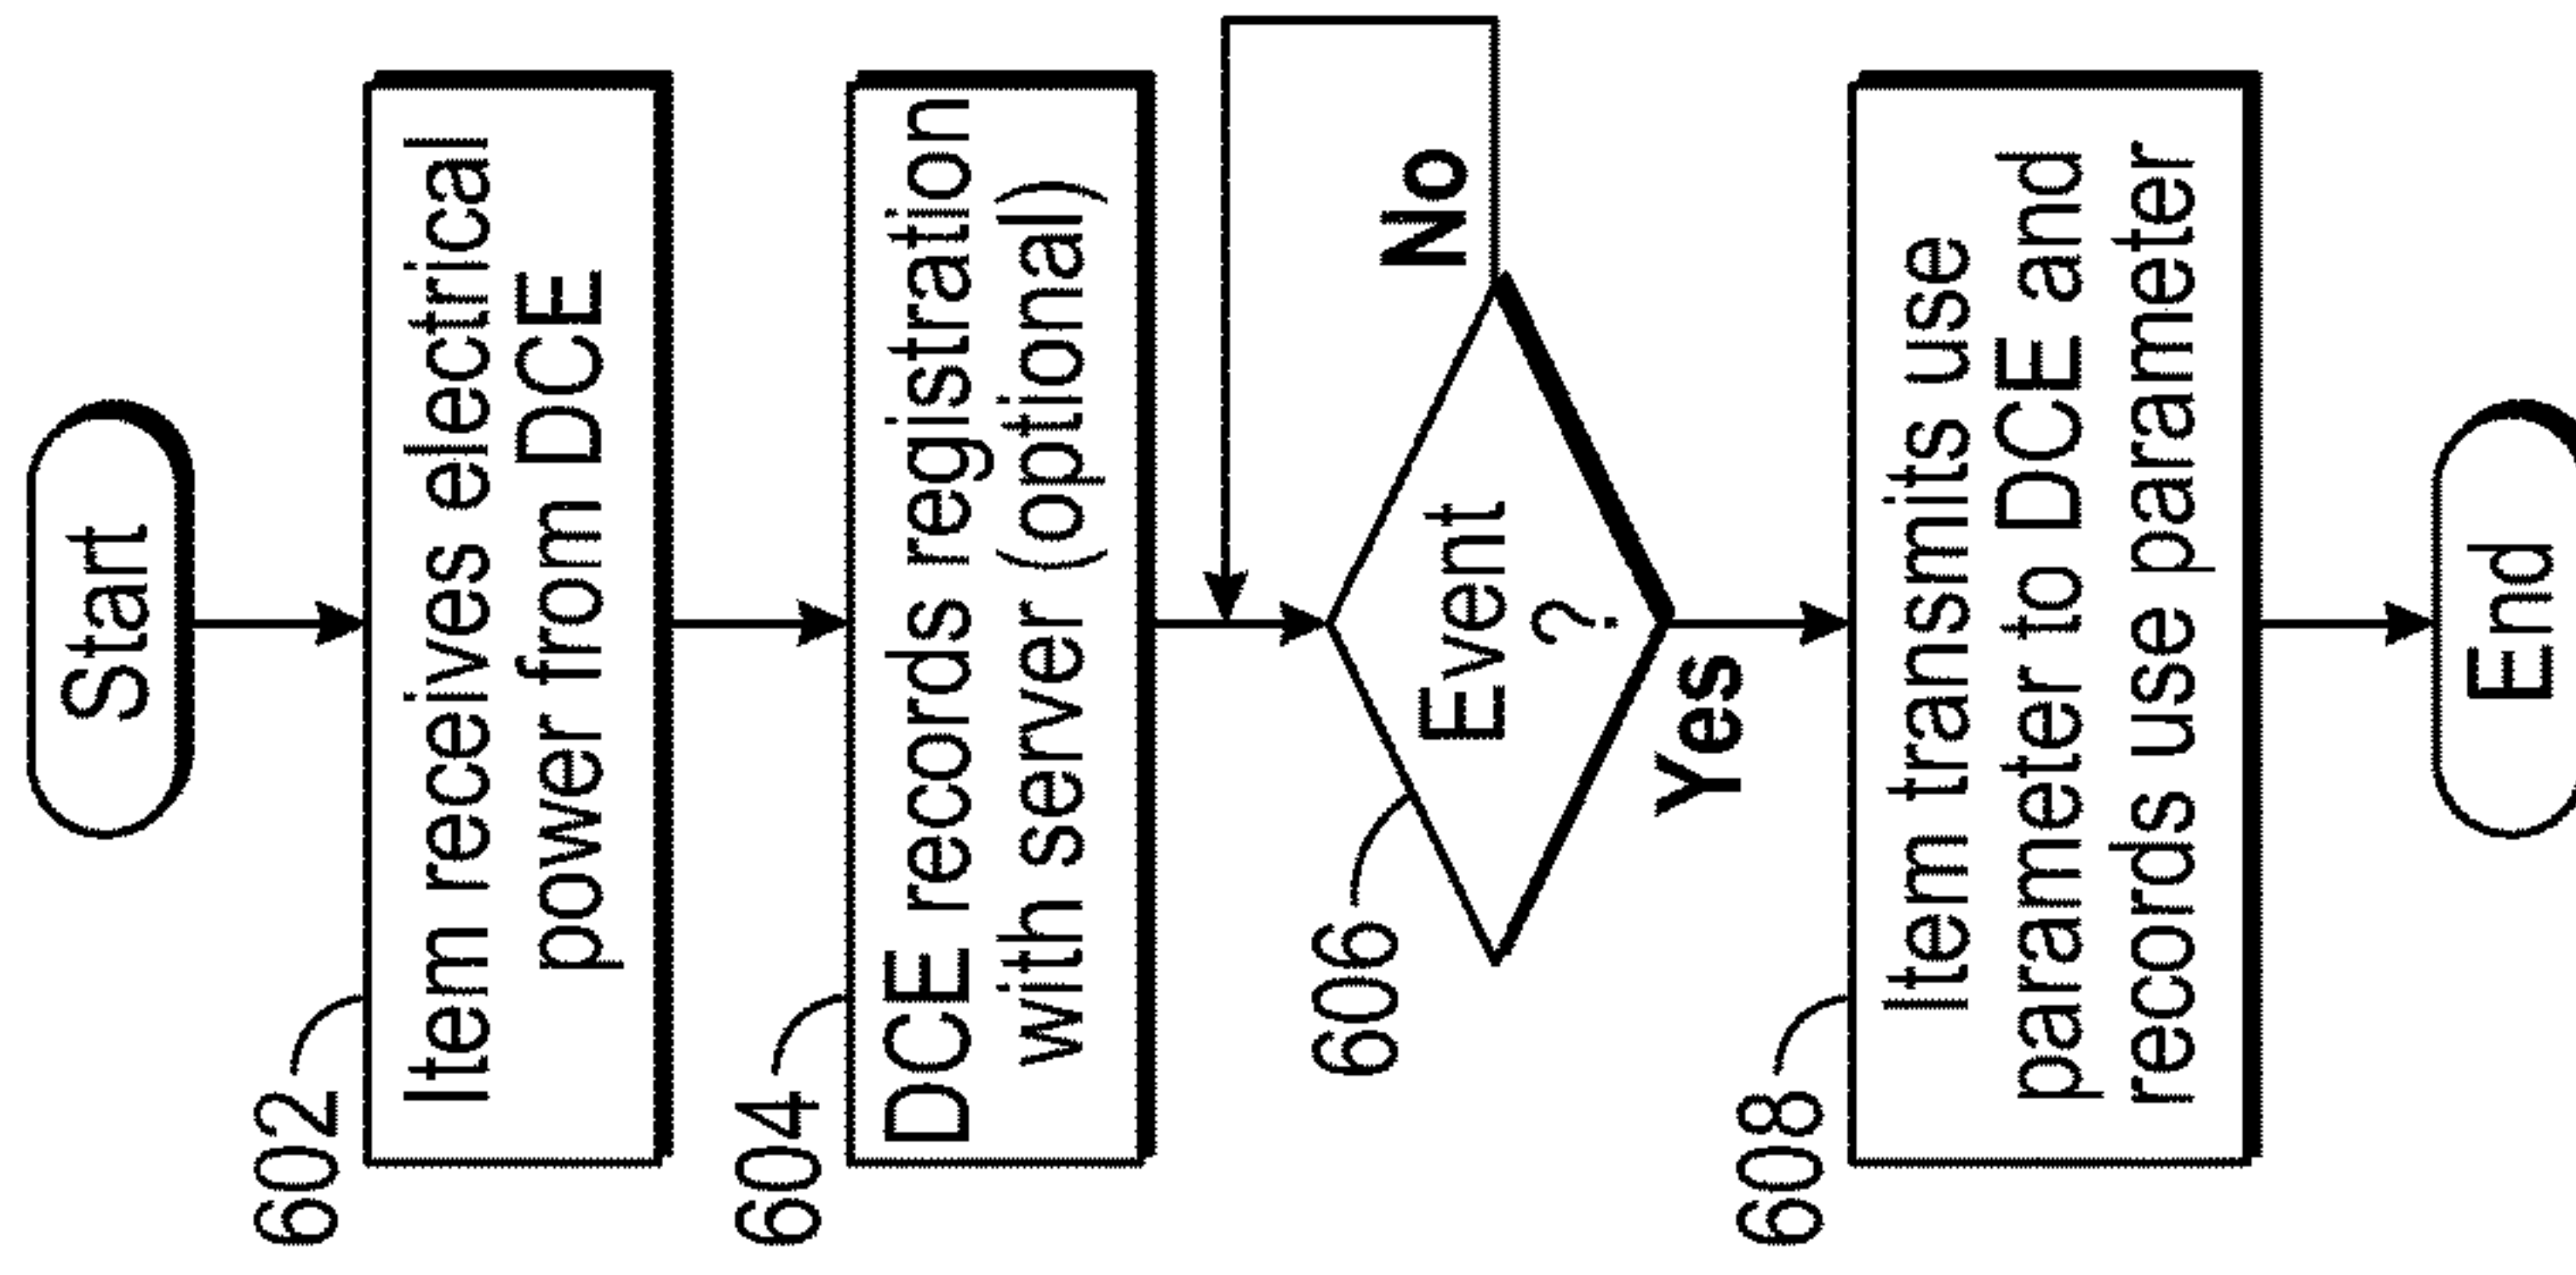 Start
602
Item receives electrical
power from DCE
604
DCE records registration
with server (optional)
606
Event
?
No
Yes
608
Item transmits use
parameter to DCE and
records use parameter
End